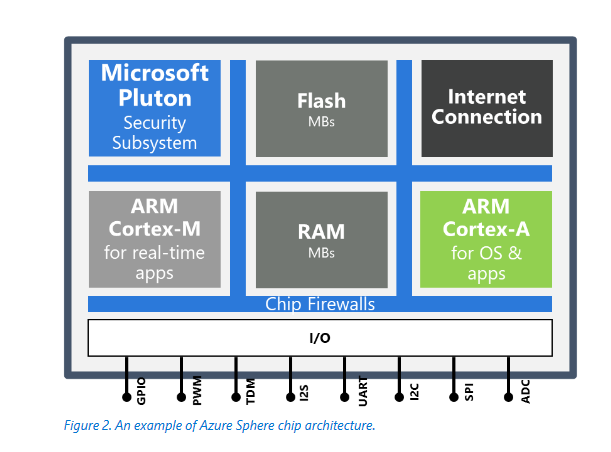 Microsoft
Pluton
Security
Subsystem
Flash
MBs
Internet
Connection
ARM
Cortex-M
for real-time
apps
RAM
MBs
ARM
Cortex-A
for OS &
apps
Chip Firewalls
I/O
GPIO
PWM
TDM
I2S
UART
I2C
SPI
ADC
Figure 2. An example of Azure Sphere chip architecture.